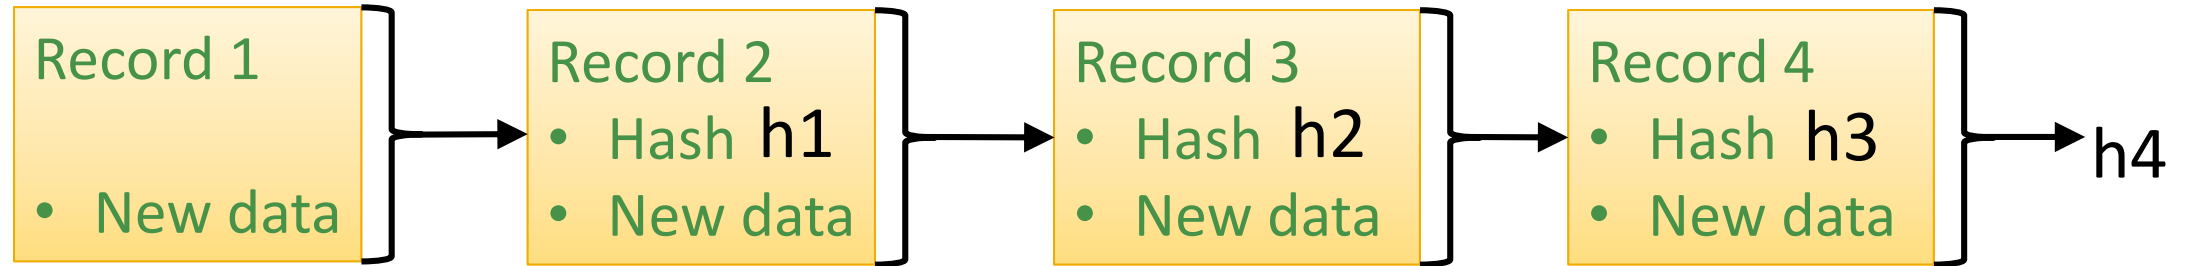 Record 1
• New data
Record 2
• Hash h1
• New data
Record 3
• Hash h2
• New data
Record 4
• Hash h3
• New data
h4